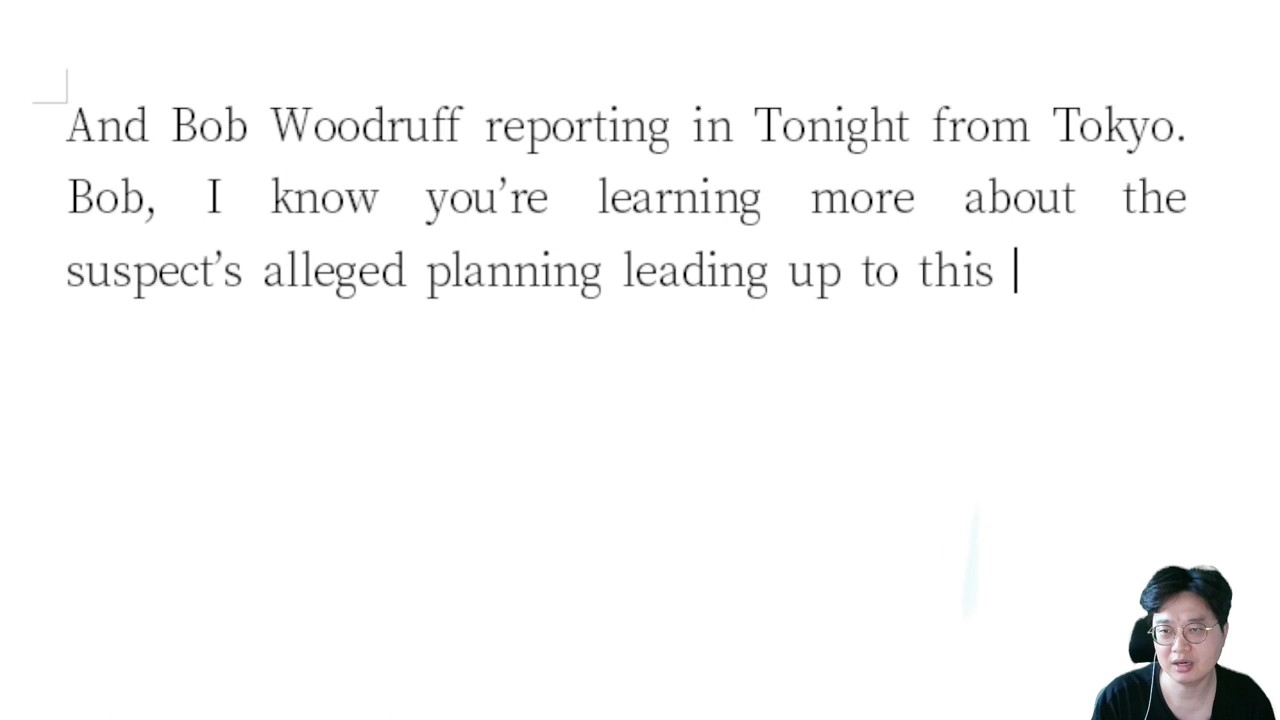 And Bob Woodruff reporting in Tonight from Tokyo.
Bob, I know you’re learning more about the
suspect’s alleged planning leading up to this